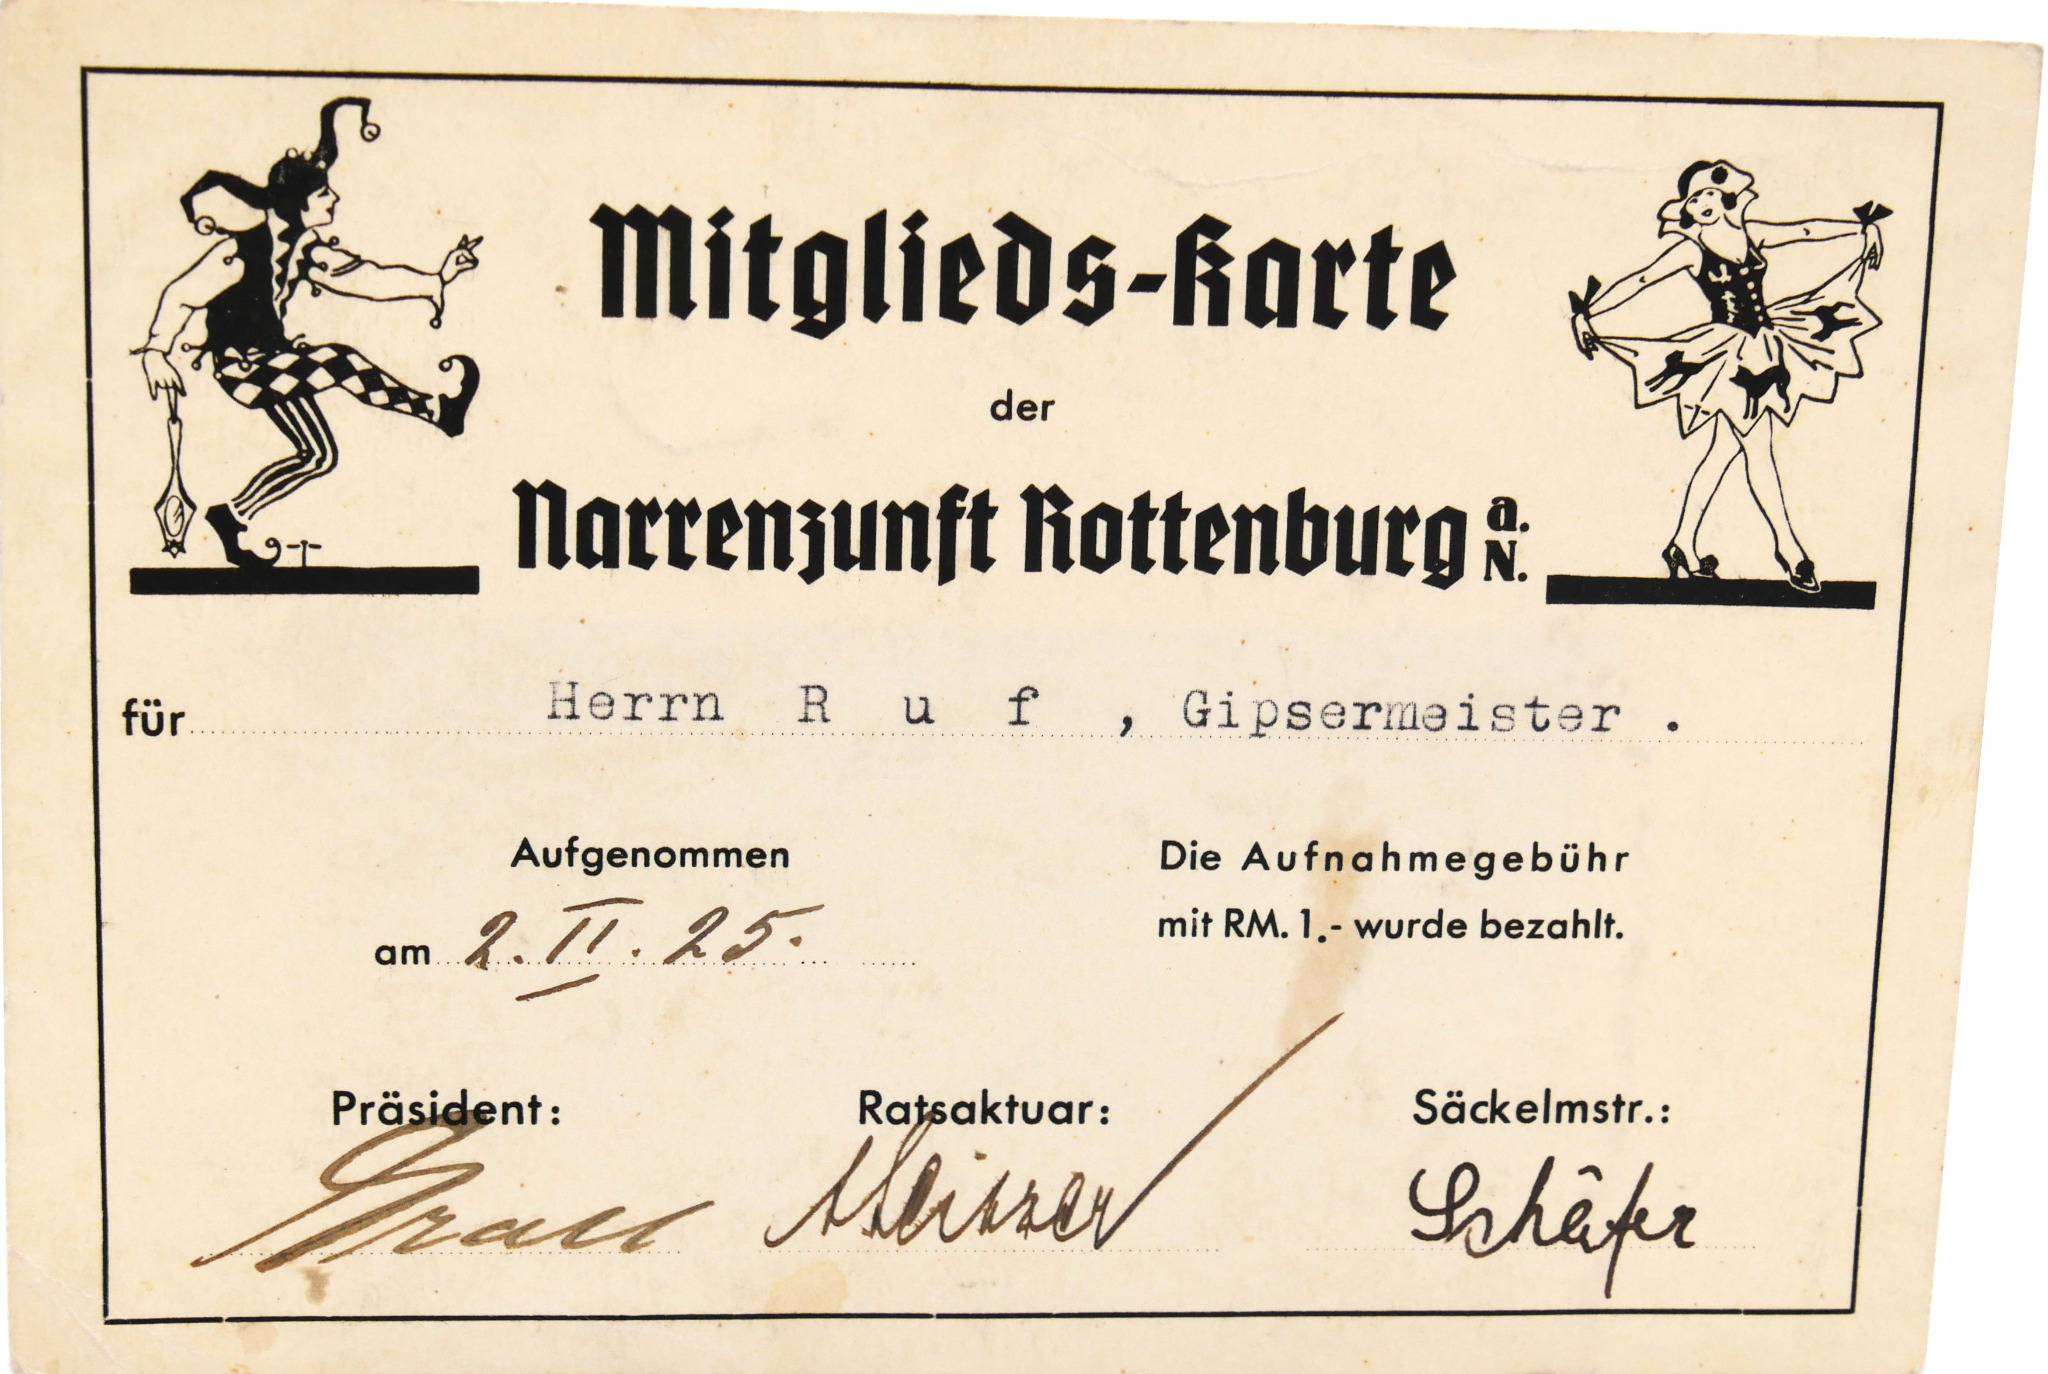 Mitglieds-Karte
der
Narrenzunft Rottenburg a. N.
für Herrn Ruf, Gipsermeister.
Aufgenommen
am 2. II. 25.
Die Aufnahmegebühr
mit RM. 1.- wurde bezahlt.
Präsident: Ratsaktuar: Säckelmstr.:
Schäfer